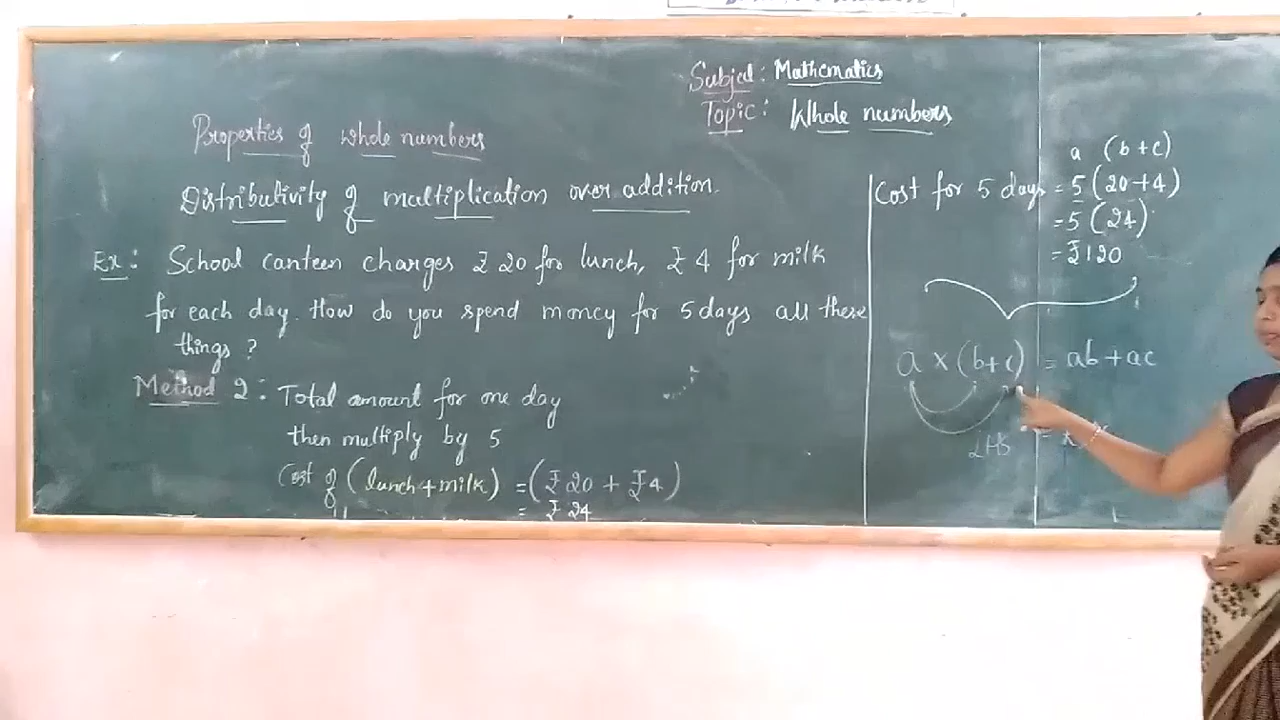 Subject: Mathematics
Topic: Whole numbers
Properties of whole numbers
Distributivity of multiplication over addition.
Ex: School canteen charges ₹ 20 for lunch, ₹ 4 for milk
for each day. How do you spend money for 5 days all these
things?
Method 2: Total amount for one day
then multiply by 5
Cost of (lunch+milk) = (₹ 20 + ₹ 4)
= ₹ 24
a (b+c)
Cost for 5 days = 5 (20+4)
= 5 (24)
= ₹ 120
a × (b+c) = ab + ac
LHS =